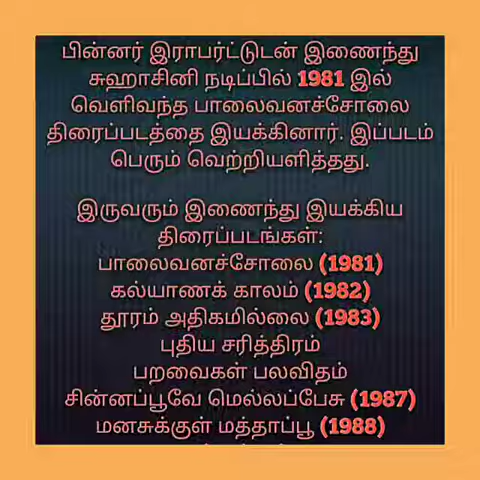 பின்னர் இராபர்ட்டுடன் இணைந்து
சுஹாசினி நடிப்பில் 1981 இல்
வெளிவந்த பாலைவனச்சோலை
திரைப்படத்தை இயக்கினார். இப்படம்
பெரும் வெற்றியளித்தது.
இருவரும் இணைந்து இயக்கிய
திரைப்படங்கள்:
பாலைவனச்சோலை (1981)
கல்யாணக் காலம் (1982)
தூரம் அதிகமில்லை (1983)
புதிய சரித்திரம்
பறவைகள் பலவிதம்
சின்னப்பூவே மெல்லப்பேசு (1987)
மனசுக்குள் மத்தாப்பூ (1988)